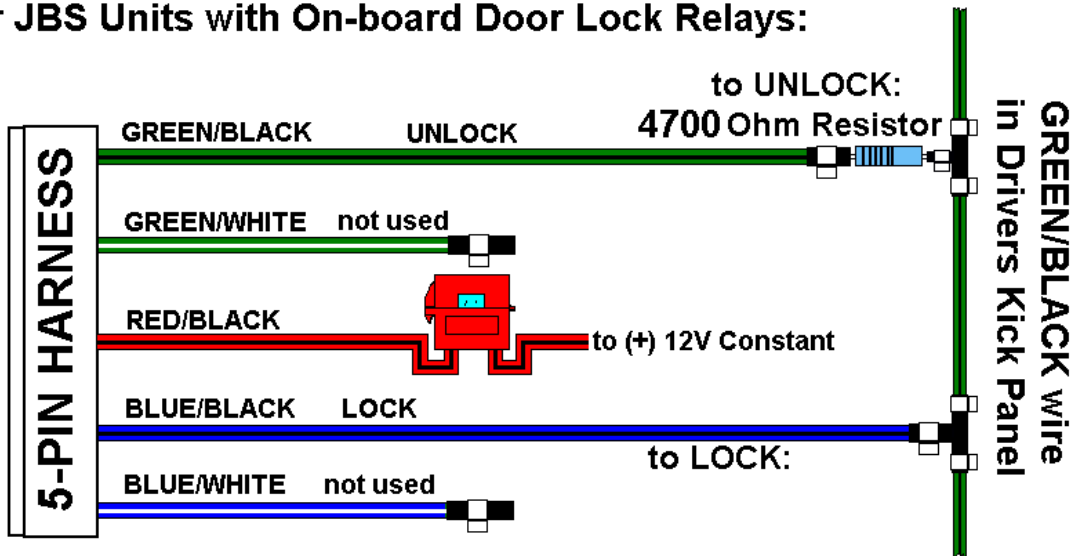 JBS Units with On-board Door Lock Relays:
to UNLOCK:
4700 Ohm Resistor
GREEN/BLACK UNLOCK
GREEN/WHITE not used
RED/BLACK
to (+) 12V Constant
BLUE/BLACK LOCK
to LOCK:
BLUE/WHITE not used
5-PIN HARNESS
GREEN/BLACK wire
in Drivers Kick Panel